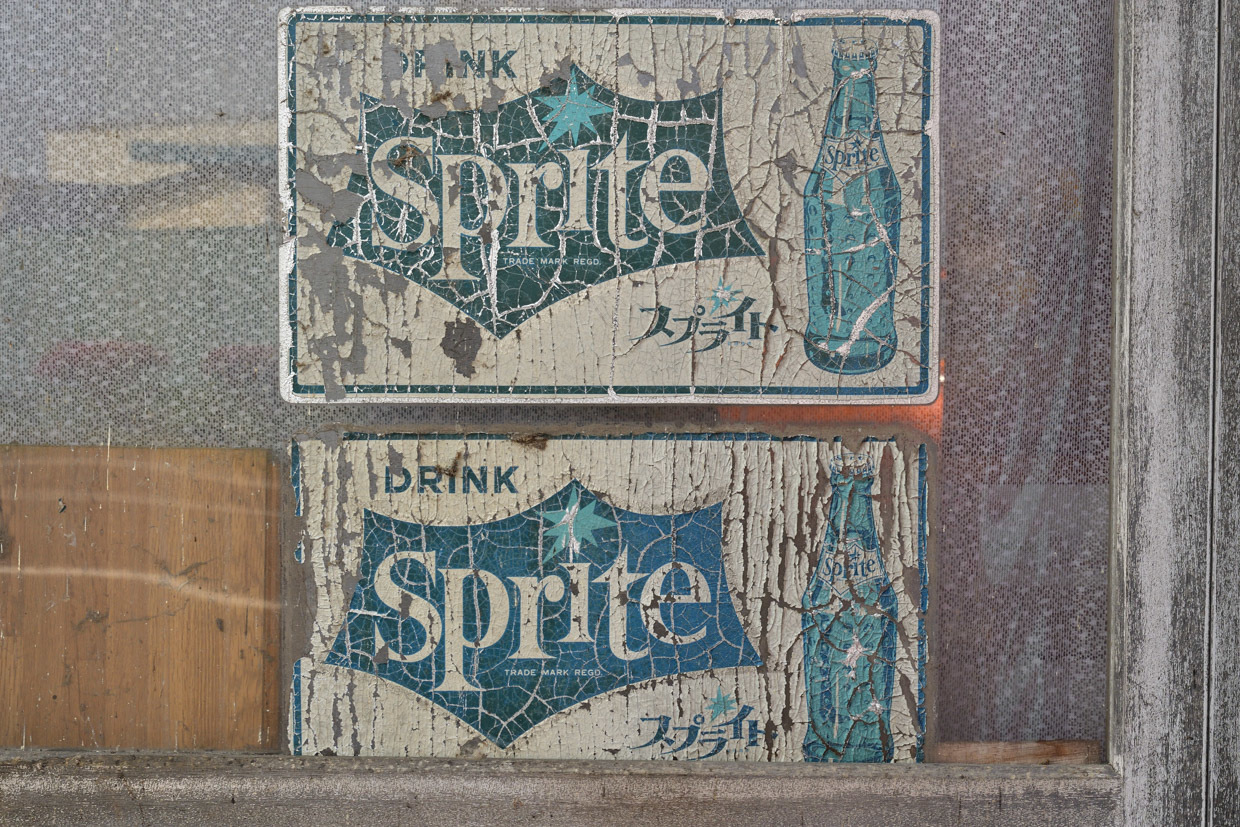 DRINK
Sprite
TRADE MARK REGD.
スプライト
Sprite
DRINK
Sprite
TRADE MARK REGD.
スプライト
Sprite